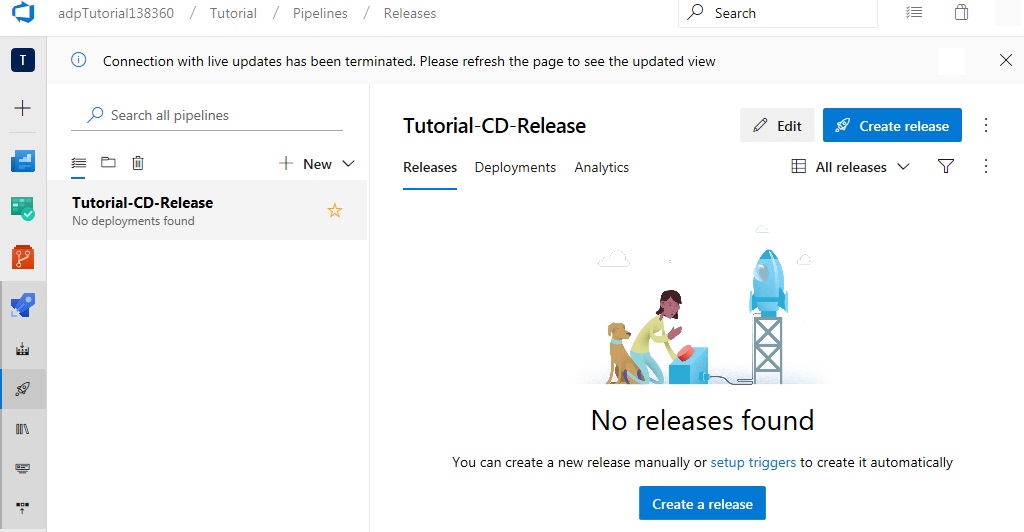 adpTutorial138360 / Tutorial / Pipelines / Releases
Search
T
Connection with live updates has been terminated. Please refresh the page to see the updated view
Search all pipelines
New
Tutorial-CD-Release
No deployments found
Tutorial-CD-Release
Edit
Create release
Releases
Deployments
Analytics
All releases
No releases found
You can create a new release manually or setup triggers to create it automatically
Create a release